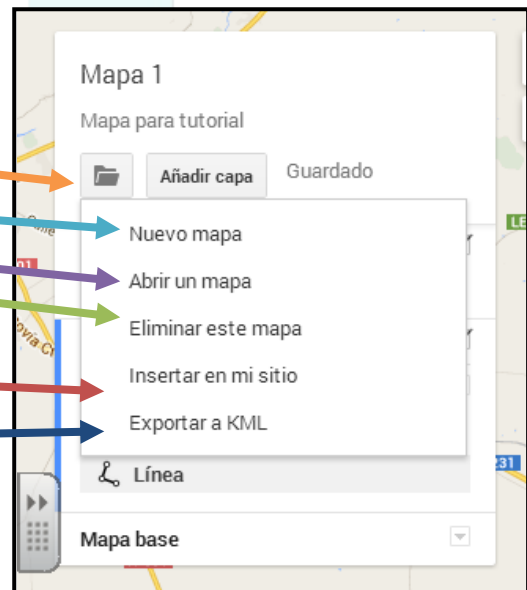 Mapa 1
Mapa para tutorial
Añadir capa Guardado
Nuevo mapa
Abrir un mapa
Eliminar este mapa
Insertar en mi sitio
Exportar a KML
Línea
Mapa base